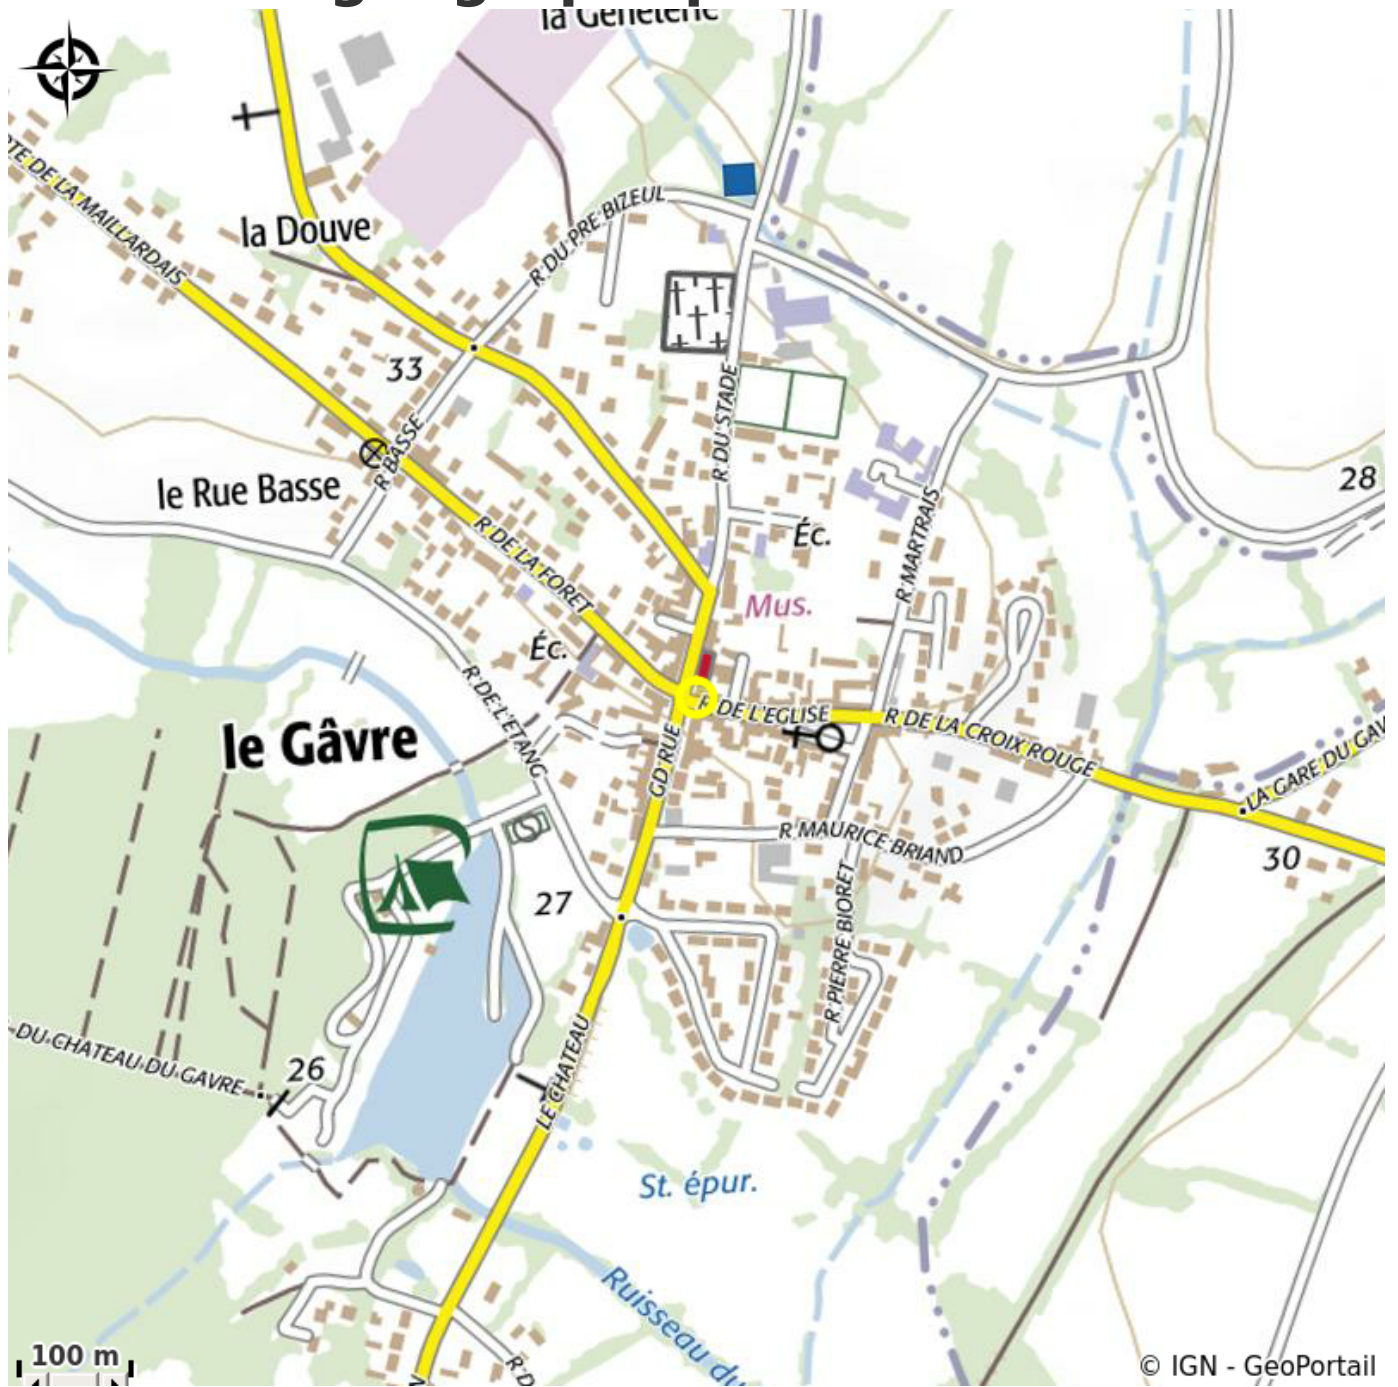 la Genèterie
RTE DE LA MAILLARDAIS
la Douve
R DU PRE BIZEUL
33
R BASSE
R DU STADE
le Rue Basse
28
R DE LA FORET
Éc.
R MARTRAIS
Mus.
Éc.
R DE L'ETANG
le Gâvre
R DE L'EGLISE
R DE LA CROIX ROUGE
GD RUE
LA GARE DU GAV
R MAURICE BRIAND
30
27
R PIERRE BIORET
DU CHATEAU DU GAVRE
26
LE CHATEAU
St. épur.
Ruisseau du
R D
100 m
© IGN - GeoPortail